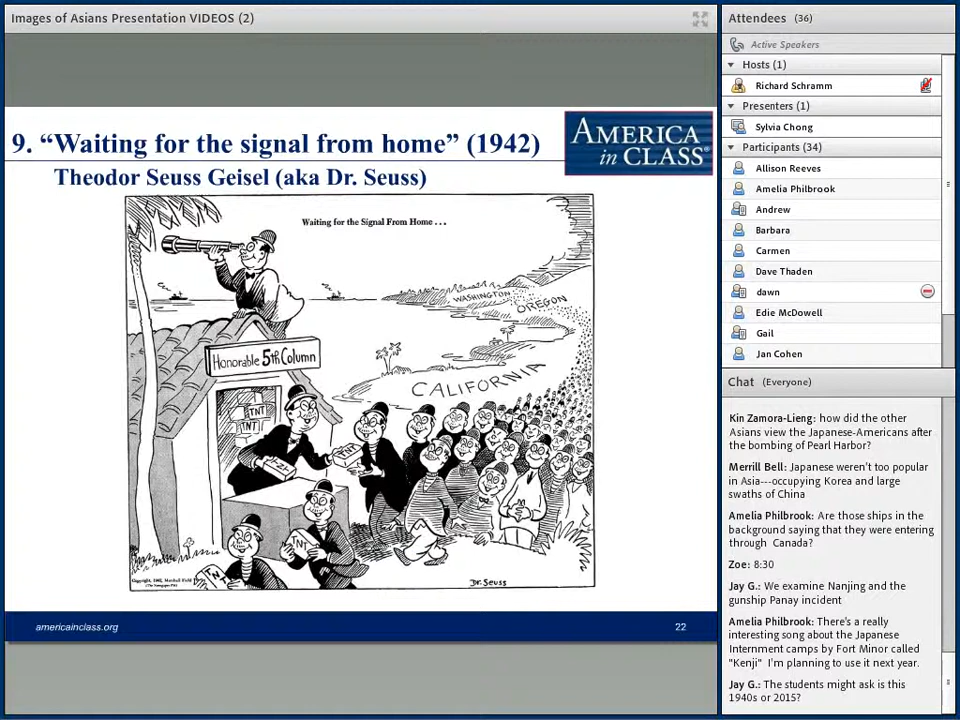 Images of Asians Presentation VIDEOS (2)
9. “Waiting for the signal from home” (1942)
Theodor Seuss Geisel (aka Dr. Seuss)
AMERICA
in CLASS
Waiting for the Signal From Home . . .
WASHINGTON
OREGON
CALIFORNIA
Honorable 5th Column
TNT
TNT
TNT
TNT
TNT
TNT
Copyright, 1942, Marshall Field
Dr. Seuss
americainclass.org
22
Attendees (36)
Active Speakers
Hosts (1)
Richard Schramm
Presenters (1)
Sylvia Chong
Participants (34)
Allison Reeves
Amelia Philbrook
Andrew
Barbara
Carmen
Dave Thaden
dawn
Edie McDowell
Gail
Jan Cohen
Chat (Everyone)
Kin Zamora-Lieng: how did the other
Asians view the Japanese-Americans after
the bombing of Pearl Harbor?
Merrill Bell: Japanese weren't too popular
in Asia---occupying Korea and large
swaths of China
Amelia Philbrook: Are those ships in the
background saying that they were entering
through Canada?
Zoe: 8:30
Jay G.: We examine Nanjing and the
gunship Panay incident
Amelia Philbrook: There's a really
interesting song about the Japanese
Internment camps by Fort Minor called
"Kenji" I'm planning to use it next year.
Jay G.: The students might ask is this
1940s or 2015?